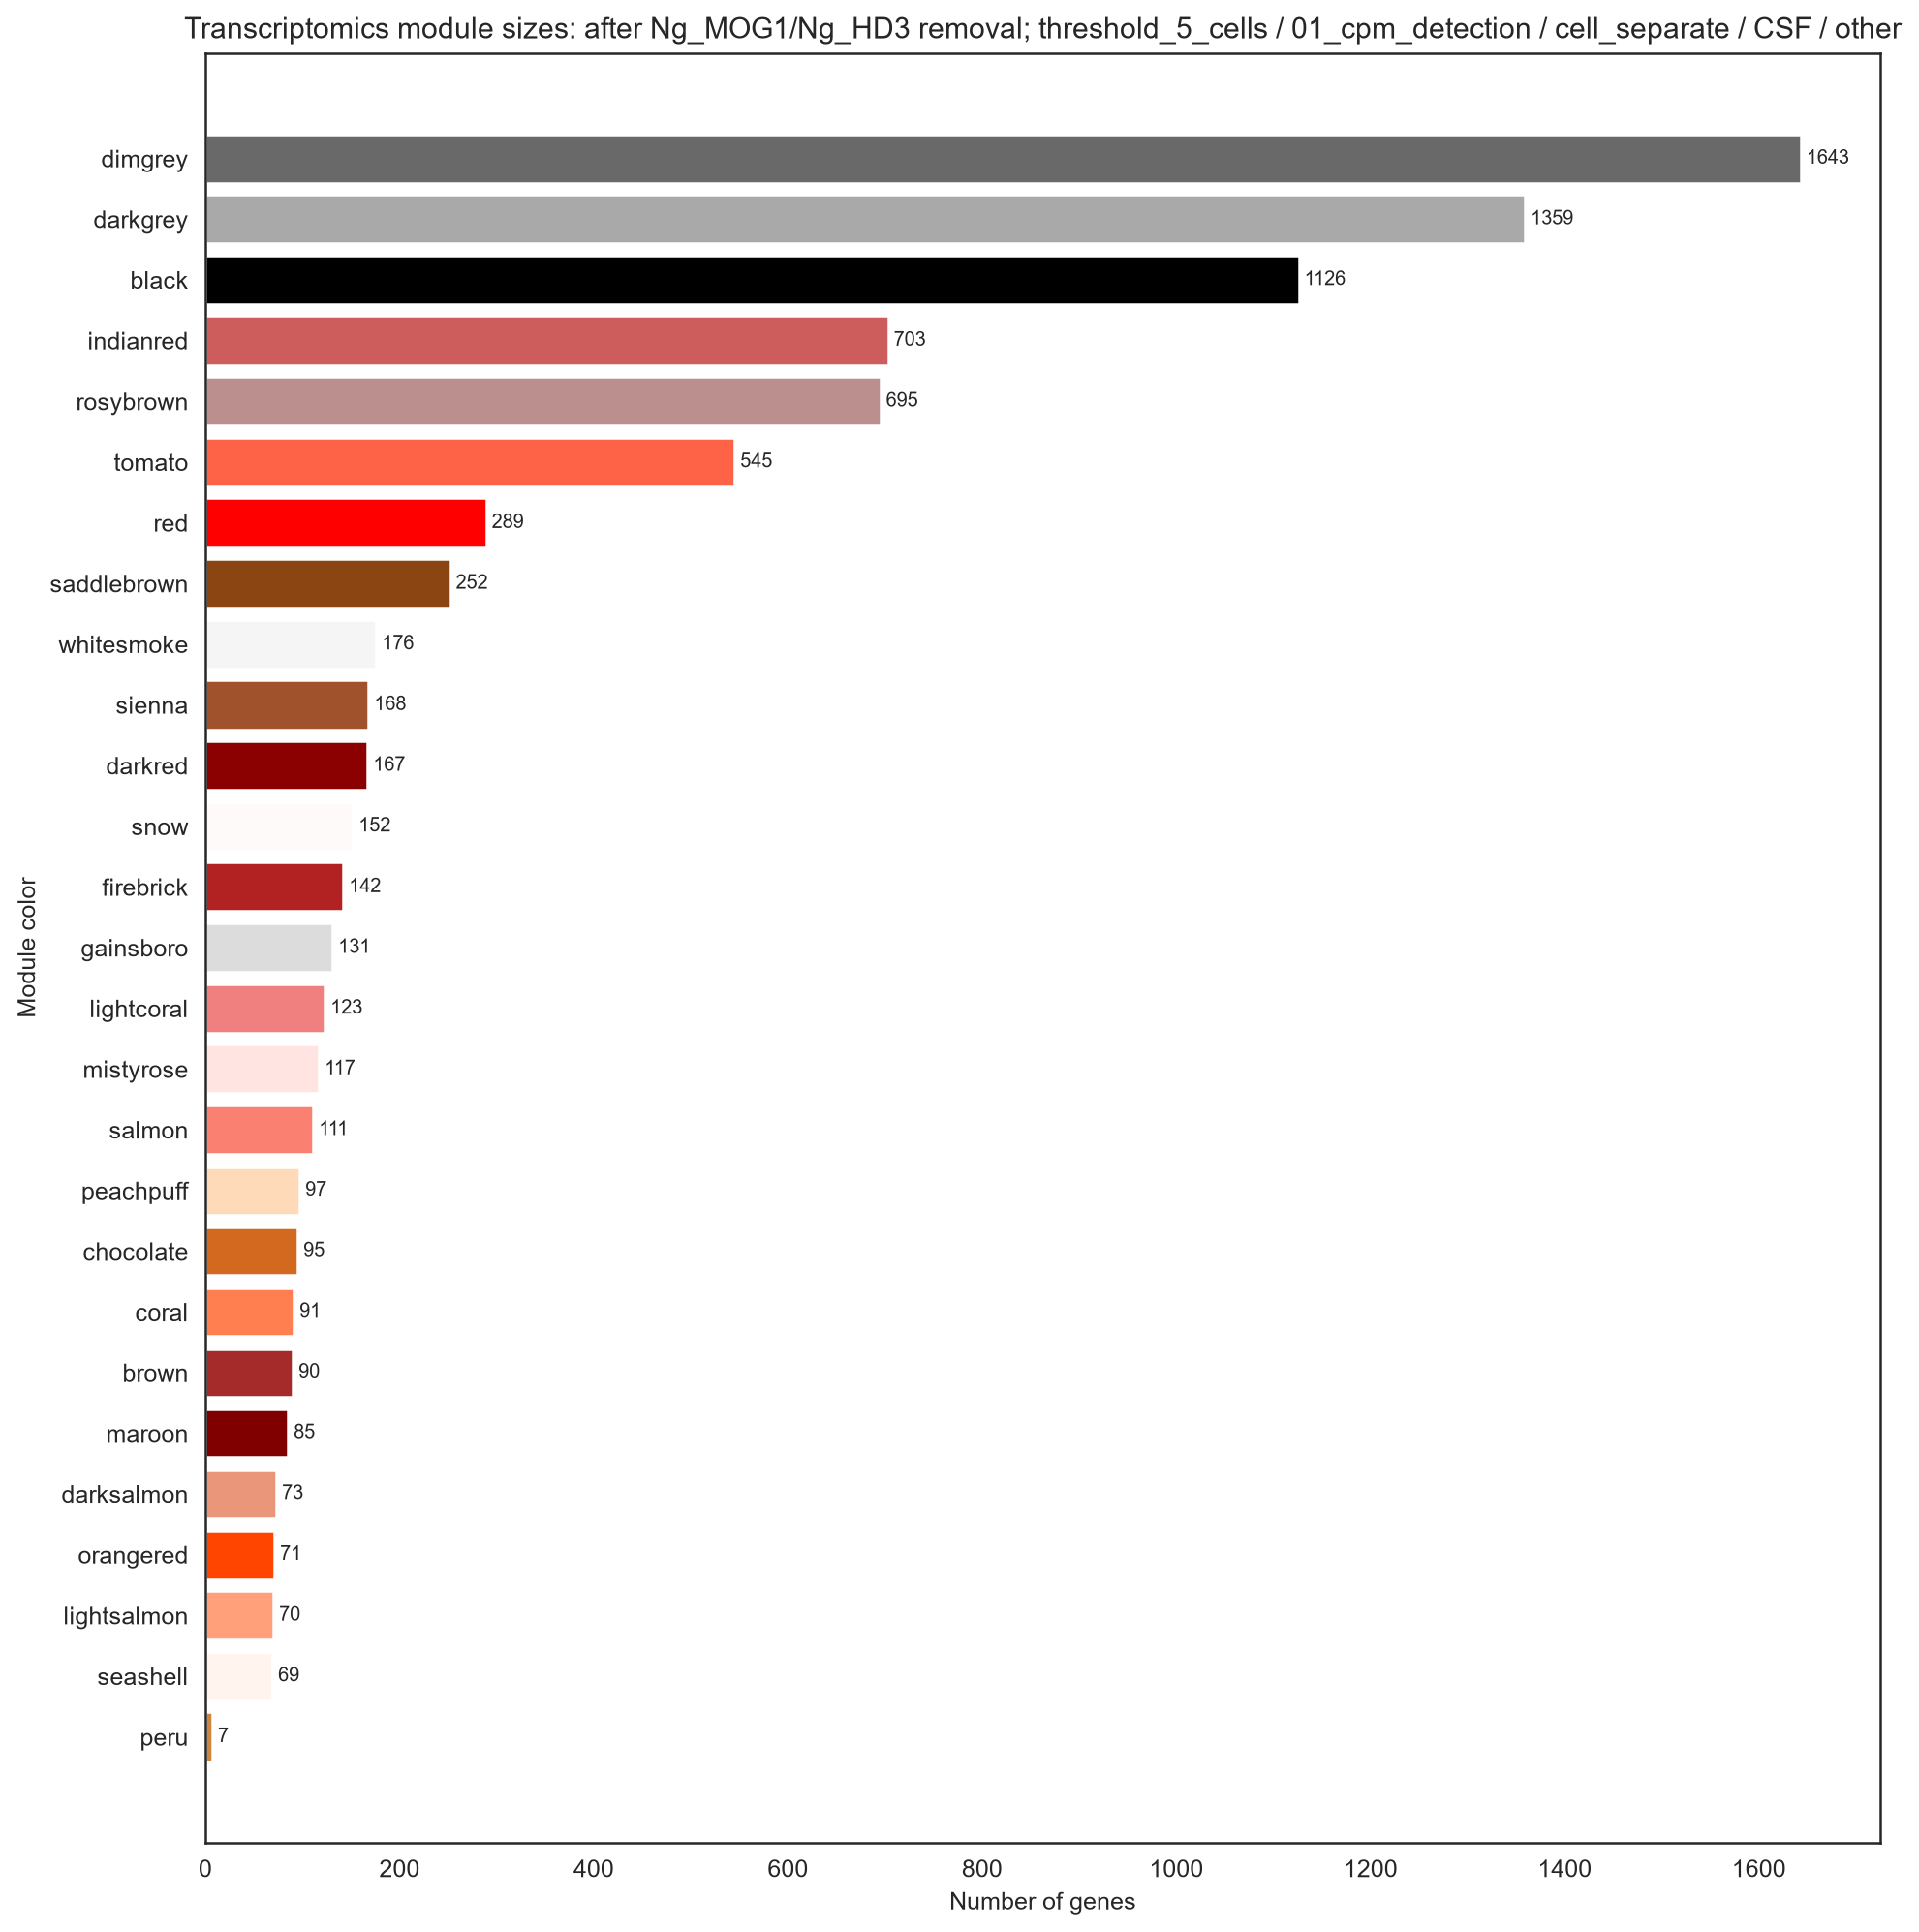 Transcriptomics module sizes: after Ng_MOG1/Ng_HD3 removal; threshold_5_cells / 01_cpm_detection / cell_separate / CSF / other
dimgrey 1643
darkgrey 1359
black 1126
indianred 703
rosybrown 695
tomato 545
red 289
saddlebrown 252
whitesmoke 176
sienna 168
darkred 167
snow 152
firebrick 142
gainsboro 131
lightcoral 123
mistyrose 117
salmon 111
peachpuff 97
chocolate 95
coral 91
brown 90
maroon 85
darksalmon 73
orangered 71
lightsalmon 70
seashell 69
peru 7
Module color
0 200 400 600 800 1000 1200 1400 1600
Number of genes